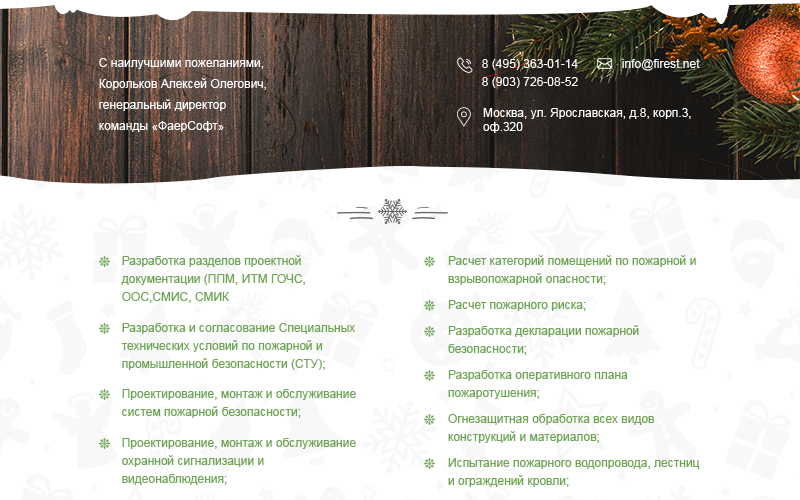 С наилучшими пожеланиями,
Корольков Алексей Олегович,
генеральный директор
команды «ФаерСофт»
8 (495) 363-01-14
8 (903) 726-08-52
info@firest.net
Москва, ул. Ярославская, д.8, корп.3,
оф.320
Разработка разделов проектной
документации (ППМ, ИТМ ГОЧС,
ООС,СМИС, СМИК
Разработка и согласование Специальных
технических условий по пожарной и
промышленной безопасности (СТУ);
Проектирование, монтаж и обслуживание
систем пожарной безопасности;
Проектирование, монтаж и обслуживание
охранной сигнализации и
видеонаблюдения;
Расчет категорий помещений по пожарной и
взрывопожарной опасности;
Расчет пожарного риска;
Разработка декларации пожарной
безопасности;
Разработка оперативного плана
пожаротушения;
Огнезащитная обработка всех видов
конструкций и материалов;
Испытание пожарного водопровода, лестниц
и ограждений кровли;